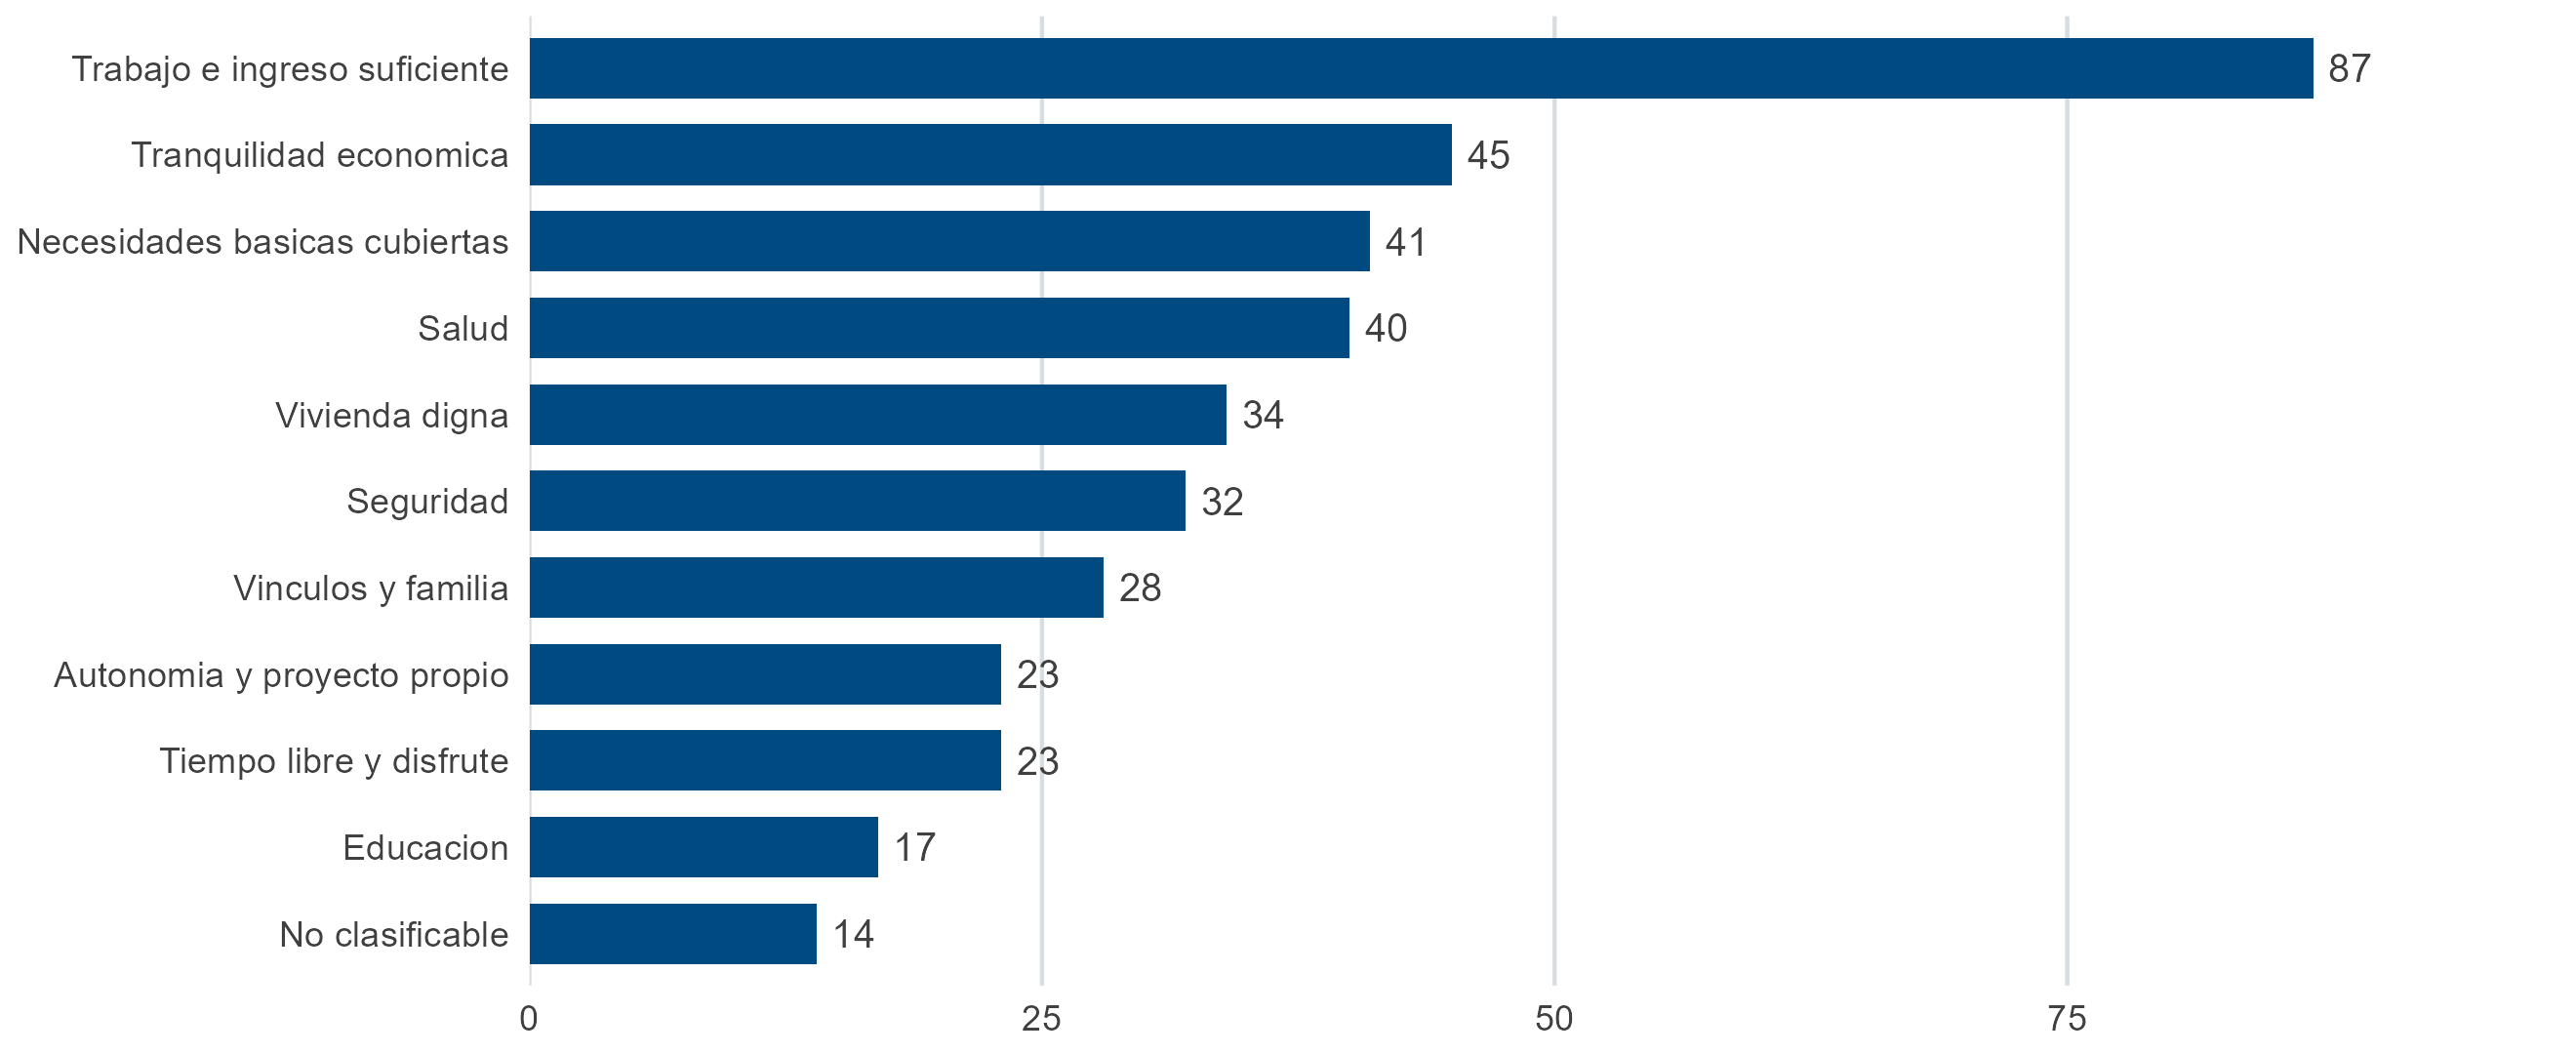 Trabajo e ingreso suficiente 87
Tranquilidad economica 45
Necesidades basicas cubiertas 41
Salud 40
Vivienda digna 34
Seguridad 32
Vinculos y familia 28
Autonomia y proyecto propio 23
Tiempo libre y disfrute 23
Educacion 17
No clasificable 14
0 25 50 75